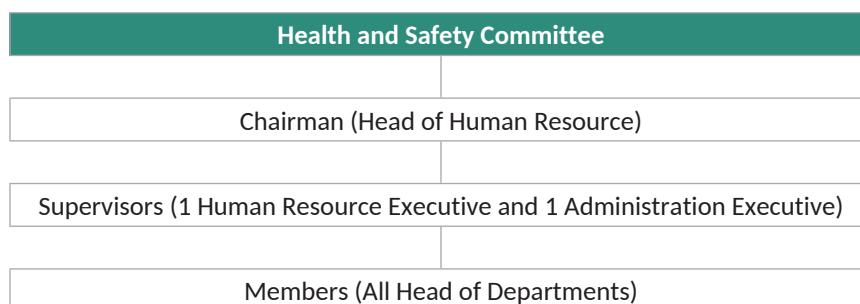 Health and Safety Committee
Chairman (Head of Human Resource)
Supervisors (1 Human Resource Executive and 1 Administration Executive)
Members (All Head of Departments)